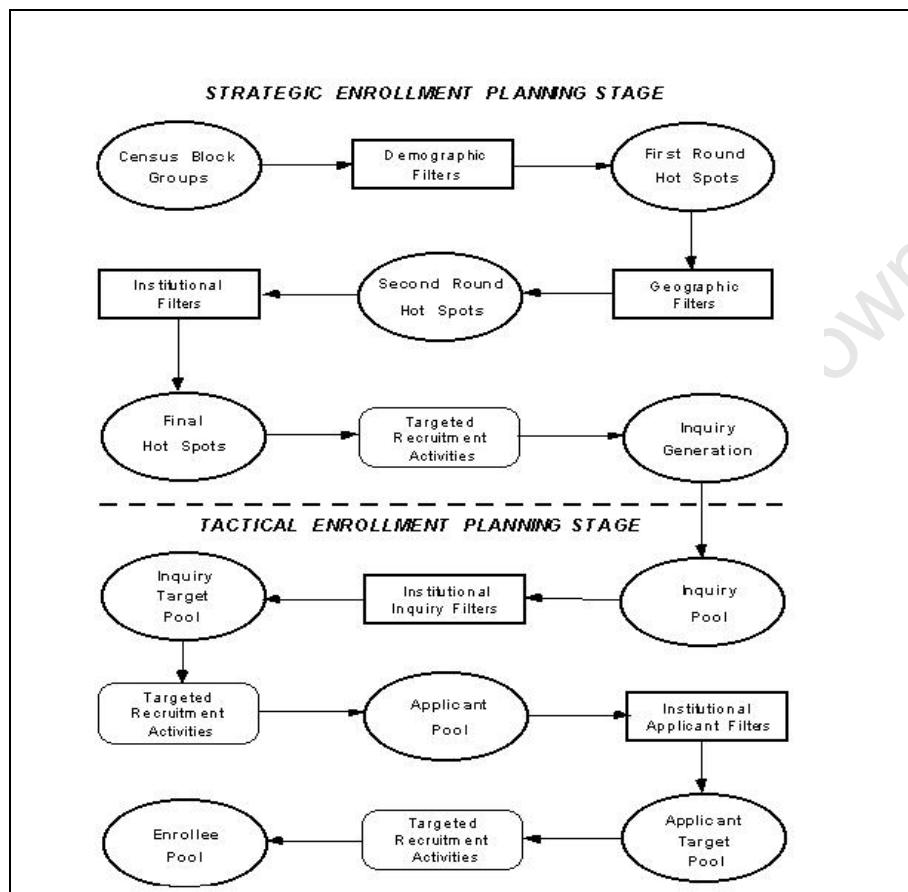 STRATEGIC ENROLLMENT PLANNING STAGE
Census Block
Groups
Demographic
Filters
First Round
Hot Spots
Institutional
Filters
Second Round
Hot Spots
Geographic
Filters
Final
Hot Spots
Targeted
Recruitment
Activities
Inquiry
Generation
TACTICAL ENROLLMENT PLANNING STAGE
Inquiry
Target
Pool
Institutional
Inquiry Filters
Inquiry
Pool
Targeted
Recruitment
Activities
Applicant
Pool
Institutional
Applicant Filters
Enrollee
Pool
Targeted
Recruitment
Activities
Applicant
Target
Pool